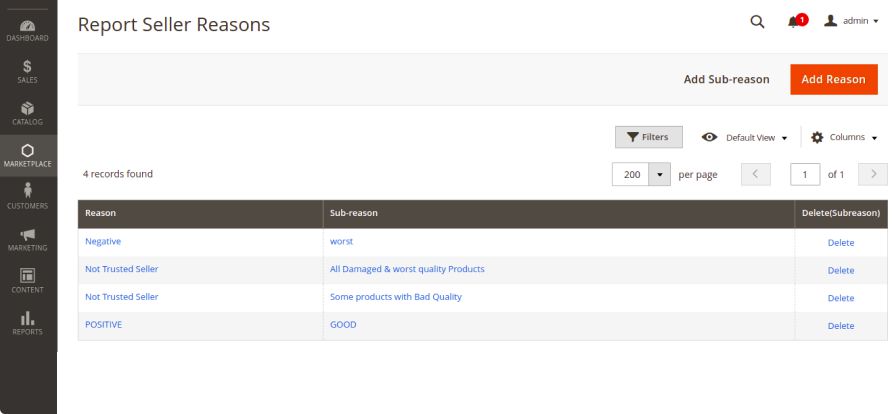 Report Seller Reasons
1
admin
DASHBOARD
$
SALES
CATALOG
MARKETPLACE
CUSTOMERS
MARKETING
CONTENT
REPORTS
Add Sub-reason Add Reason
Filters Default View Columns
4 records found 200 per page < 1 of 1 >
Reason Sub-reason Delete(Subreason)
Negative worst Delete
Not Trusted Seller All Damaged & worst quality Products Delete
Not Trusted Seller Some products with Bad Quality Delete
POSITIVE GOOD Delete